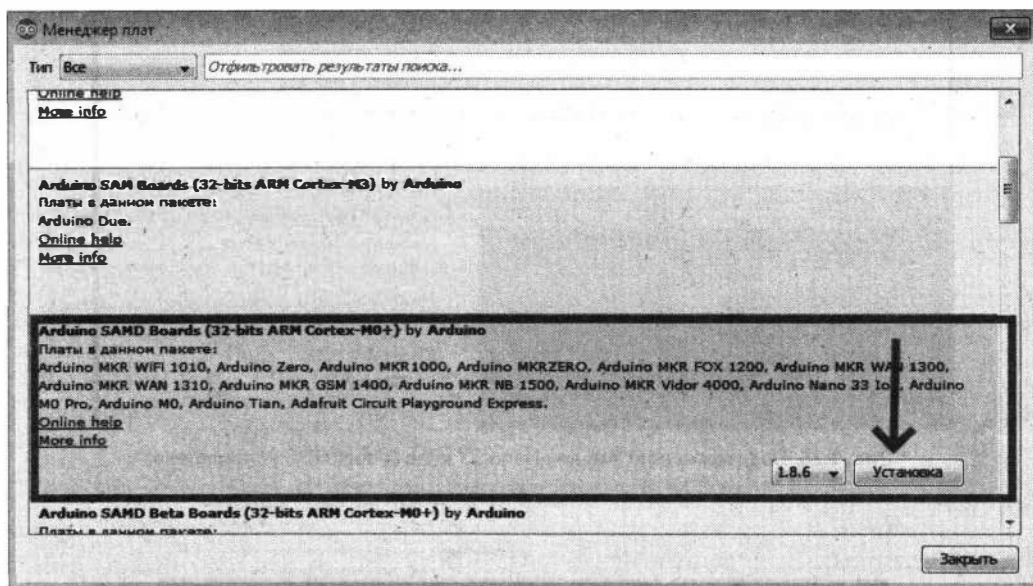 Менеджер плат
Тип Все Отфильтровать результаты поиска...
Online help
More info
Arduino SAM Boards (32-bits ARM Cortex-M3) by Arduino
Платы в данном пакете:
Arduino Due.
Online help
More info
Arduino SAMD Boards (32-bits ARM Cortex-M0+) by Arduino
Платы в данном пакете:
Arduino MKR WiFi 1010, Arduino Zero, Arduino MKR1000, Arduino MKRZERO, Arduino MKR FOX 1200, Arduino MKR WAN 1300,
Arduino MKR WAN 1310, Arduino MKR GSM 1400, Arduino MKR NB 1500, Arduino MKR Vidor 4000, Arduino Nano 33 IoT, Arduino
M0 Pro, Arduino M0, Arduino Tian, Adafruit Circuit Playground Express.
Online help
More info
1.8.6 Установка
Arduino SAMD Beta Boards (32-bits ARM Cortex-M0+) by Arduino
Платы в данном пакете:
Закрыть